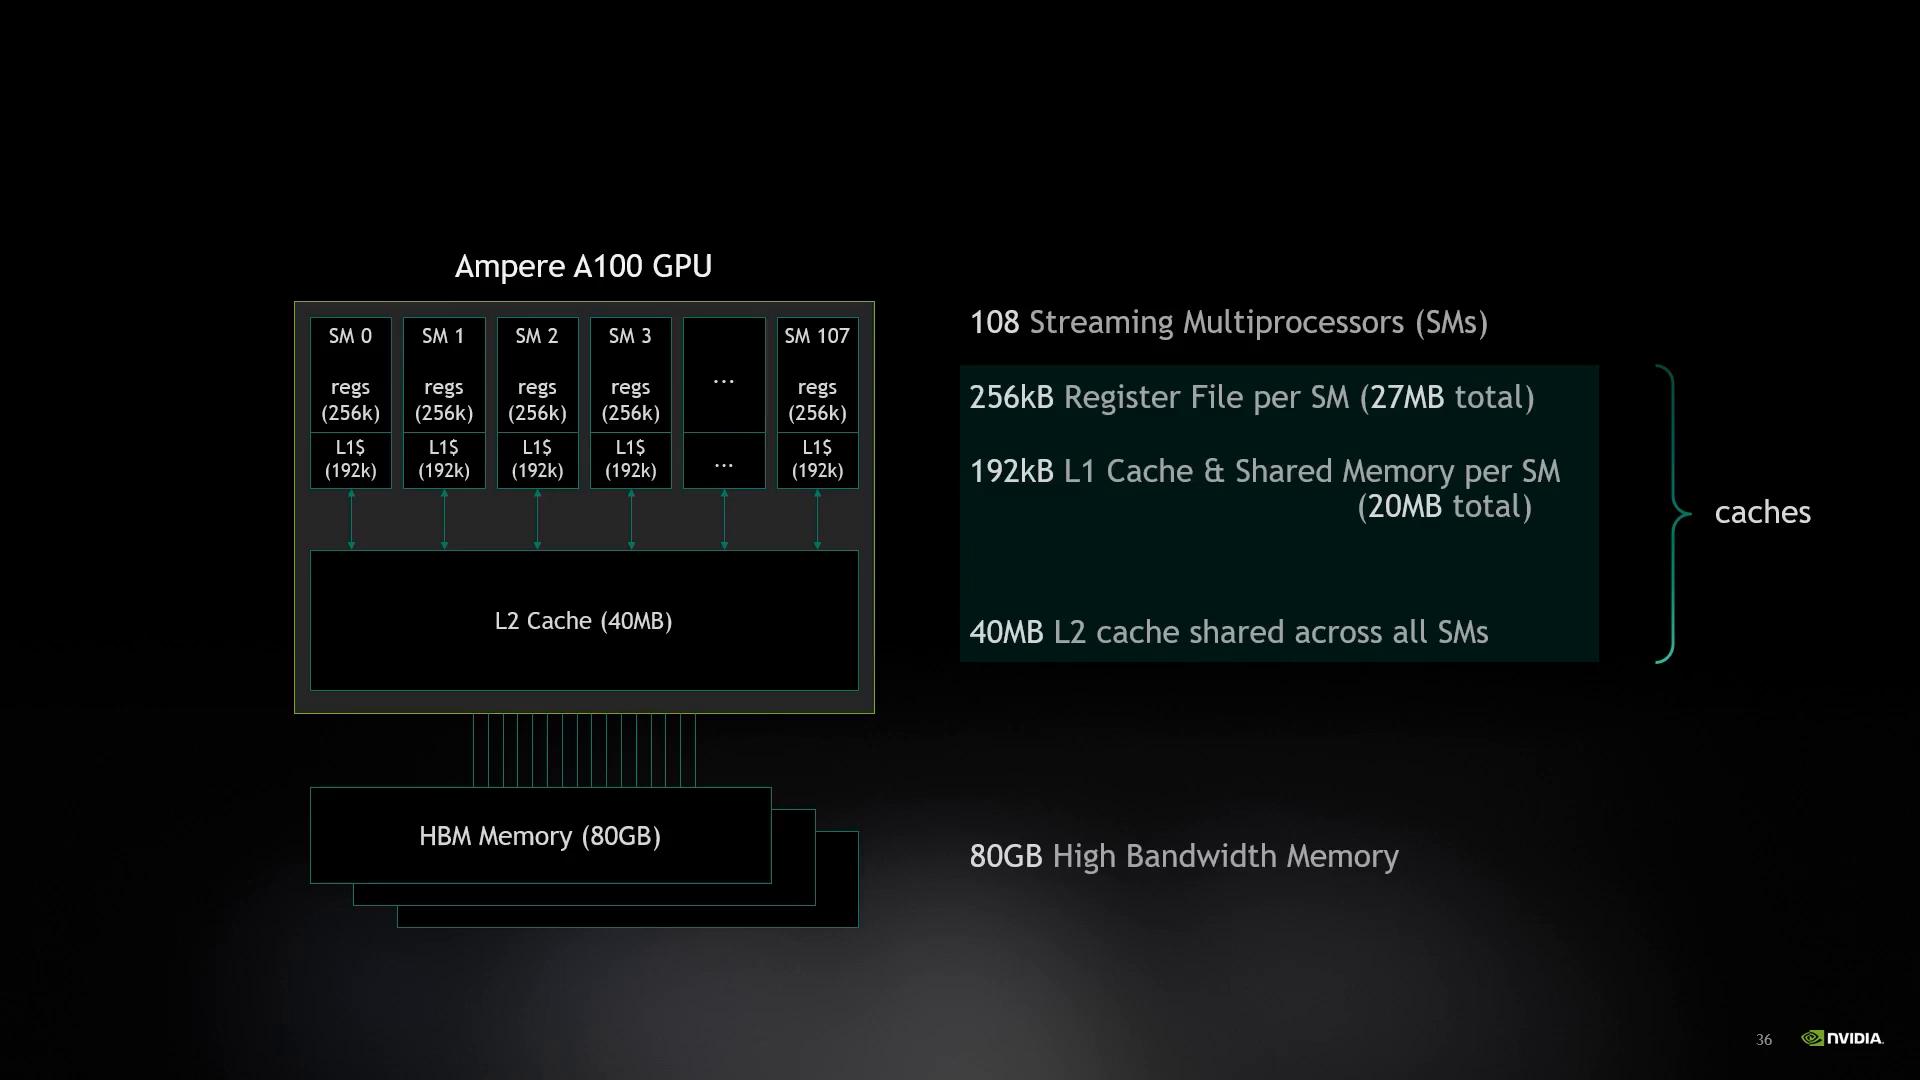 Ampere A100 GPU
SM 0
regs
(256k)
L1$
(192k)
SM 1
regs
(256k)
L1$
(192k)
SM 2
regs
(256k)
L1$
(192k)
SM 3
regs
(256k)
L1$
(192k)
...
...
SM 107
regs
(256k)
L1$
(192k)
L2 Cache (40MB)
HBM Memory (80GB)
108 Streaming Multiprocessors (SMs)
256kB Register File per SM (27MB total)
192kB L1 Cache & Shared Memory per SM
(20MB total)
40MB L2 cache shared across all SMs
caches
80GB High Bandwidth Memory
36
NVIDIA.